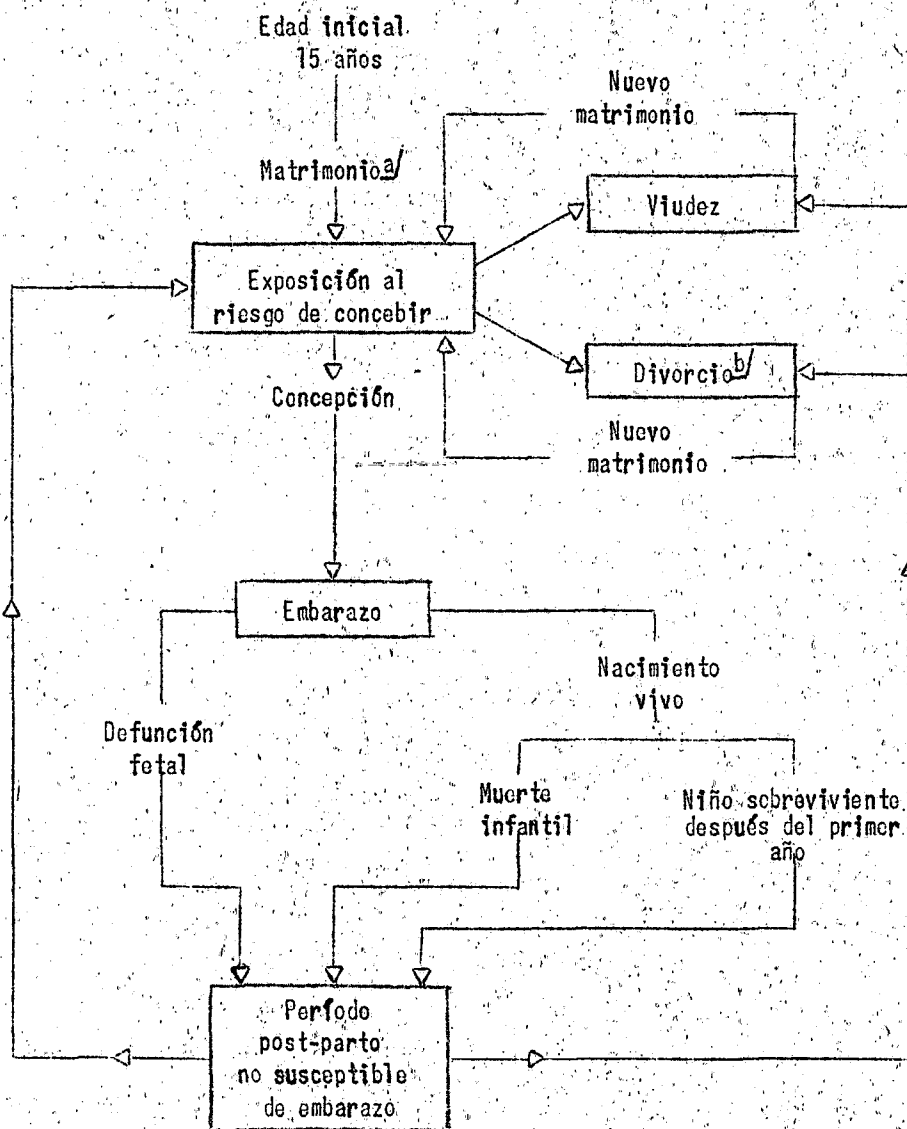 Edad inicial
15 años
Nuevo
matrimonio
Matrimonio a/
Viudez
Exposición al
riesgo de concebir
Divorcio b/
Concepción
Nuevo
matrimonio
Embarazo
Nacimiento
vivo
Defunción
fetal
Muerte
infantil
Niño sobreviviente
después del primer
año
Período
post-parto
no susceptible
de embarazo